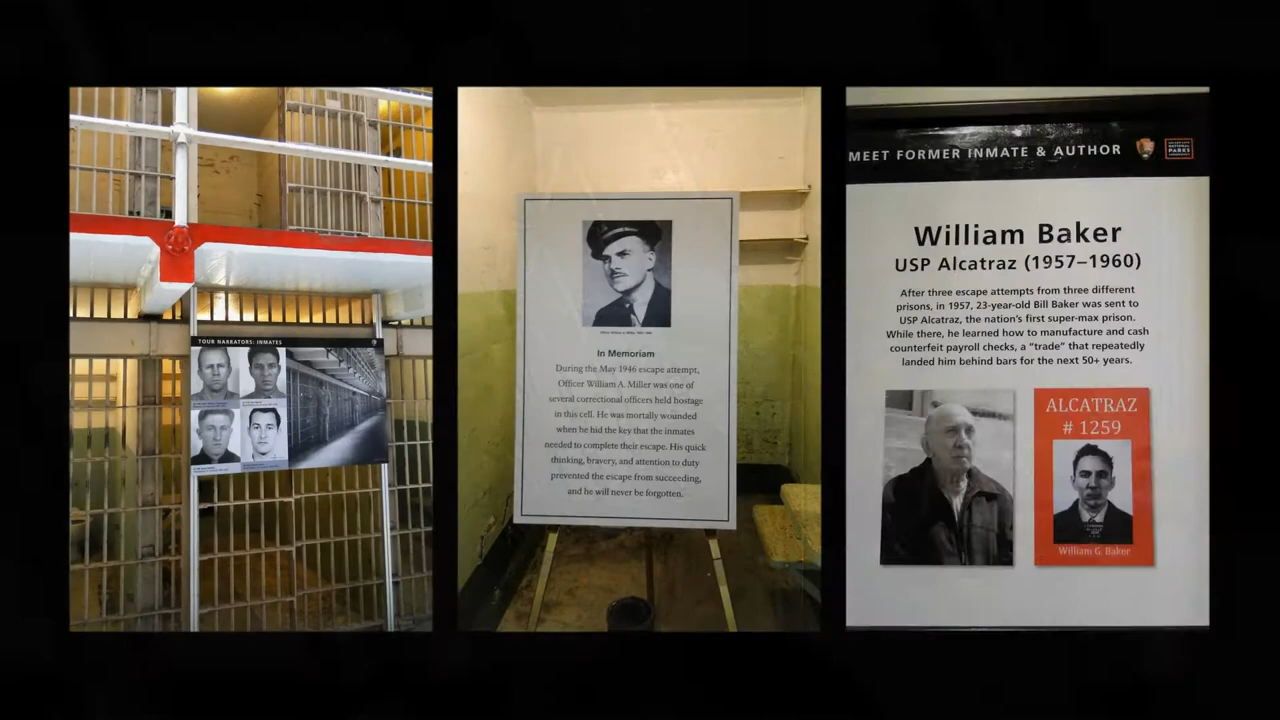 TOUR NARRATORS: INMATES
In Memoriam
During the May 1946 escape attempt,
Officer William A. Miller was one of
several correctional officers held hostage
in this cell. He was mortally wounded
when he hid the key that the inmates
needed to complete their escape. His quick
thinking, bravery, and attention to duty
prevented the escape from succeeding,
and he will never be forgotten.
MEET FORMER INMATE & AUTHOR
William Baker
USP Alcatraz (1957–1960)
After three escape attempts from three different
prisons, in 1957, 23-year-old Bill Baker was sent to
USP Alcatraz, the nation's first super-max prison.
While there, he learned how to manufacture and cash
counterfeit payroll checks, a “trade” that repeatedly
landed him behind bars for the next 50+ years.
ALCATRAZ
# 1259
William G. Baker